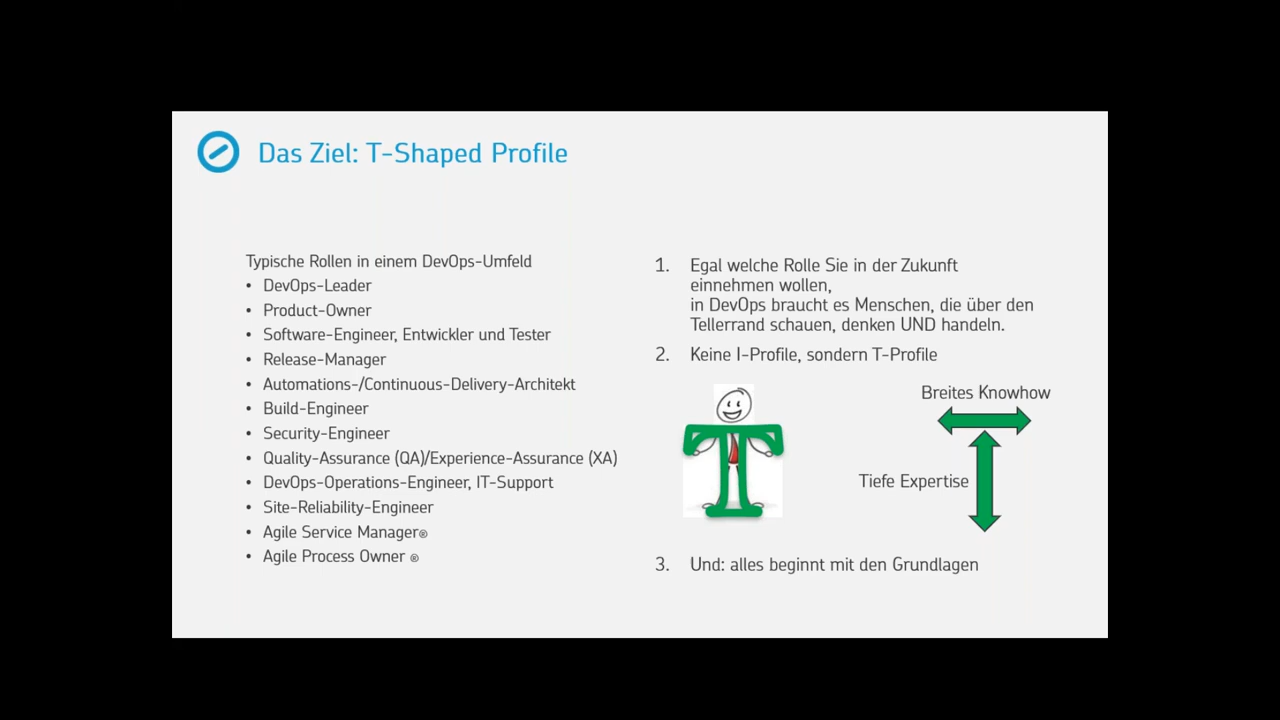 Das Ziel: T-Shaped Profile
Typische Rollen in einem DevOps-Umfeld
• DevOps-Leader
• Product-Owner
• Software-Engineer, Entwickler und Tester
• Release-Manager
• Automations-/Continuous-Delivery-Architekt
• Build-Engineer
• Security-Engineer
• Quality-Assurance (QA)/Experience-Assurance (XA)
• DevOps-Operations-Engineer, IT-Support
• Site-Reliability-Engineer
• Agile Service Manager®
• Agile Process Owner ®
1. Egal welche Rolle Sie in der Zukunft
einnehmen wollen,
in DevOps braucht es Menschen, die über den
Tellerrand schauen, denken UND handeln.
2. Keine I-Profile, sondern T-Profile
Breites Knowhow
Tiefe Expertise
3. Und: alles beginnt mit den Grundlagen